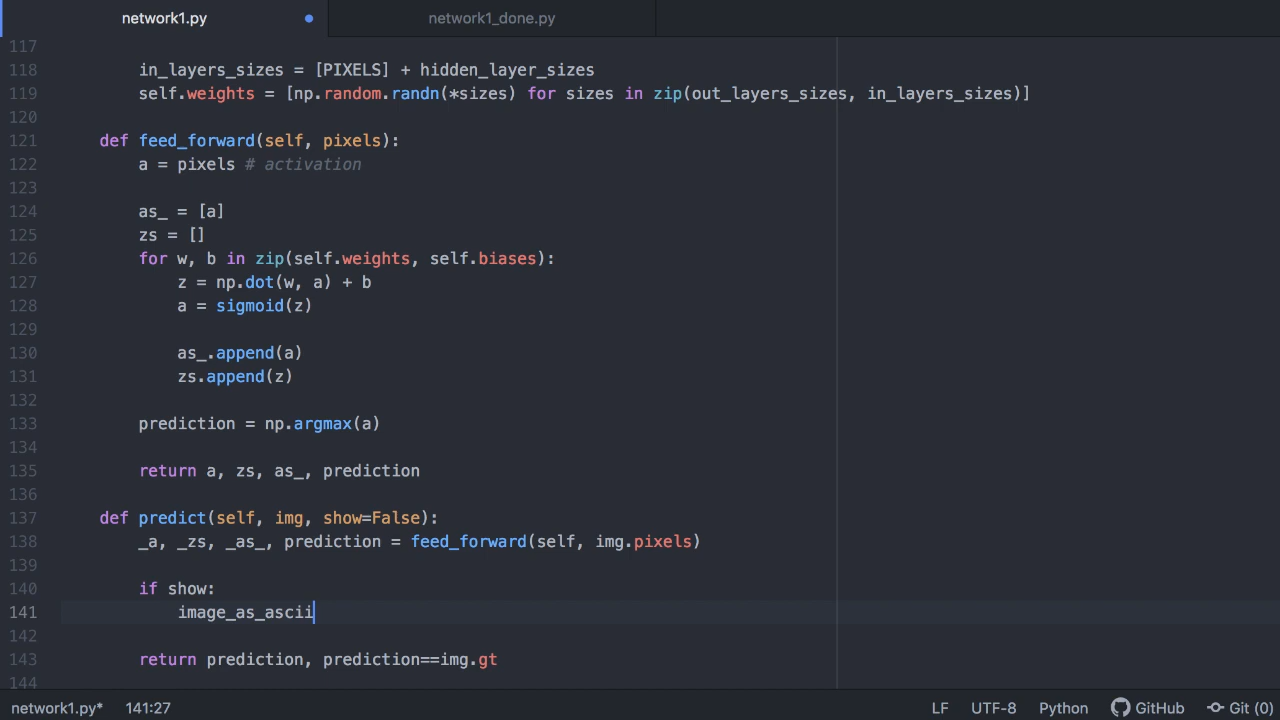 network1.py network1_done.py
117
118 in_layers_sizes = [PIXELS] + hidden_layer_sizes
119 self.weights = [np.random.randn(*sizes) for sizes in zip(out_layers_sizes, in_layers_sizes)]
120
121 def feed_forward(self, pixels):
122 a = pixels # activation
123
124 as_ = [a]
125 zs = []
126 for w, b in zip(self.weights, self.biases):
127 z = np.dot(w, a) + b
128 a = sigmoid(z)
129
130 as_.append(a)
131 zs.append(z)
132
133 prediction = np.argmax(a)
134
135 return a, zs, as_, prediction
136
137 def predict(self, img, show=False):
138 _a, _zs, _as_, prediction = feed_forward(self, img.pixels)
139
140 if show:
141 image_as_ascii
142
143 return prediction, prediction==img.gt
144
network1.py* 141:27 LF UTF-8 Python GitHub Git (0)